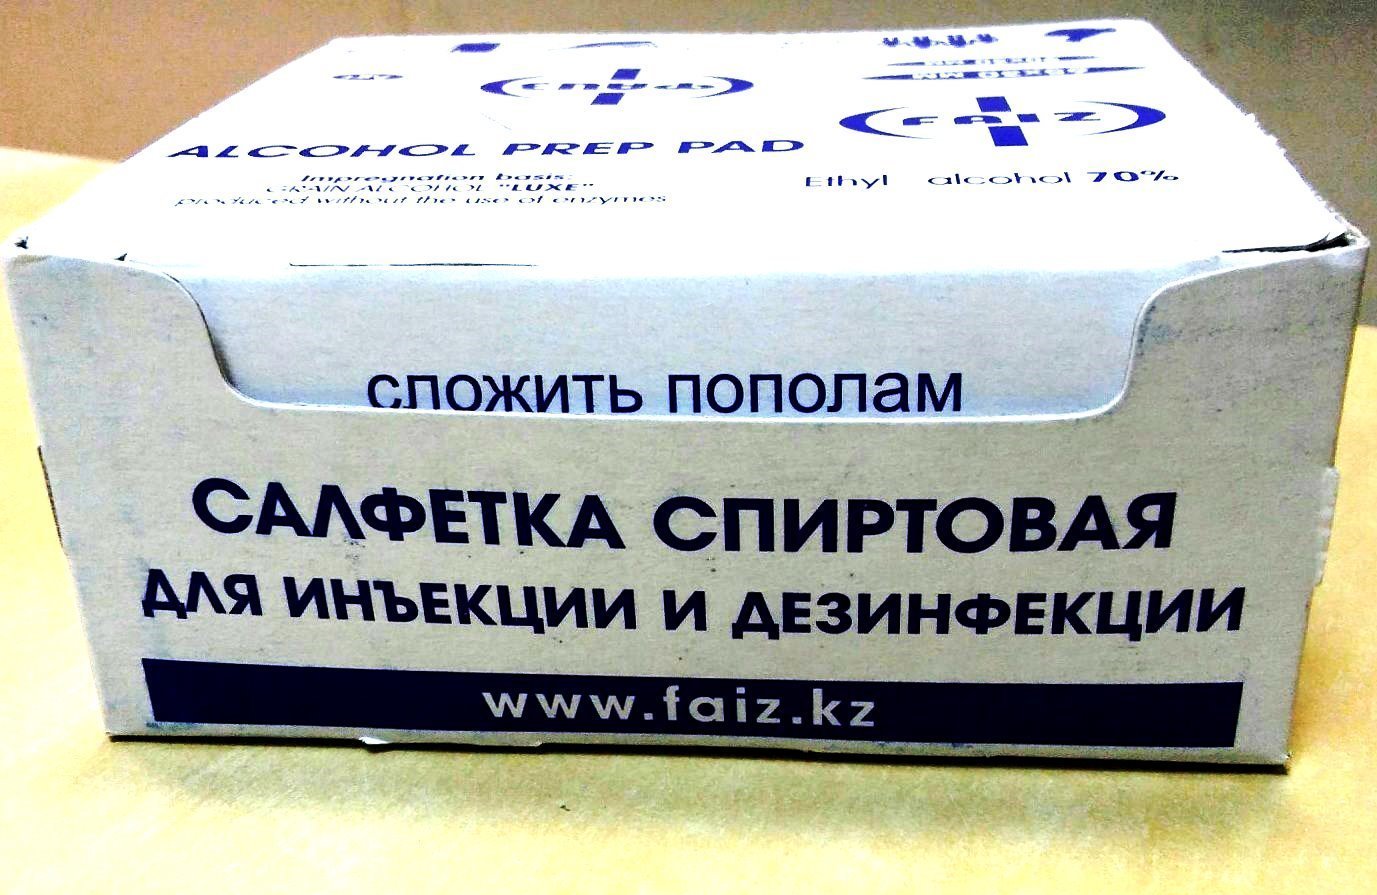 FAIZ
ALCOHOL PREP PAD
Impregnation basis:
GRAIN ALCOHOL "LUXE"
produced without the use of enzymes
Ethyl alcohol 70%
сложить пополам
САЛФЕТКА СПИРТОВАЯ
ДЛЯ ИНЪЕКЦИИ И ДЕЗИНФЕКЦИИ
www.faiz.kz